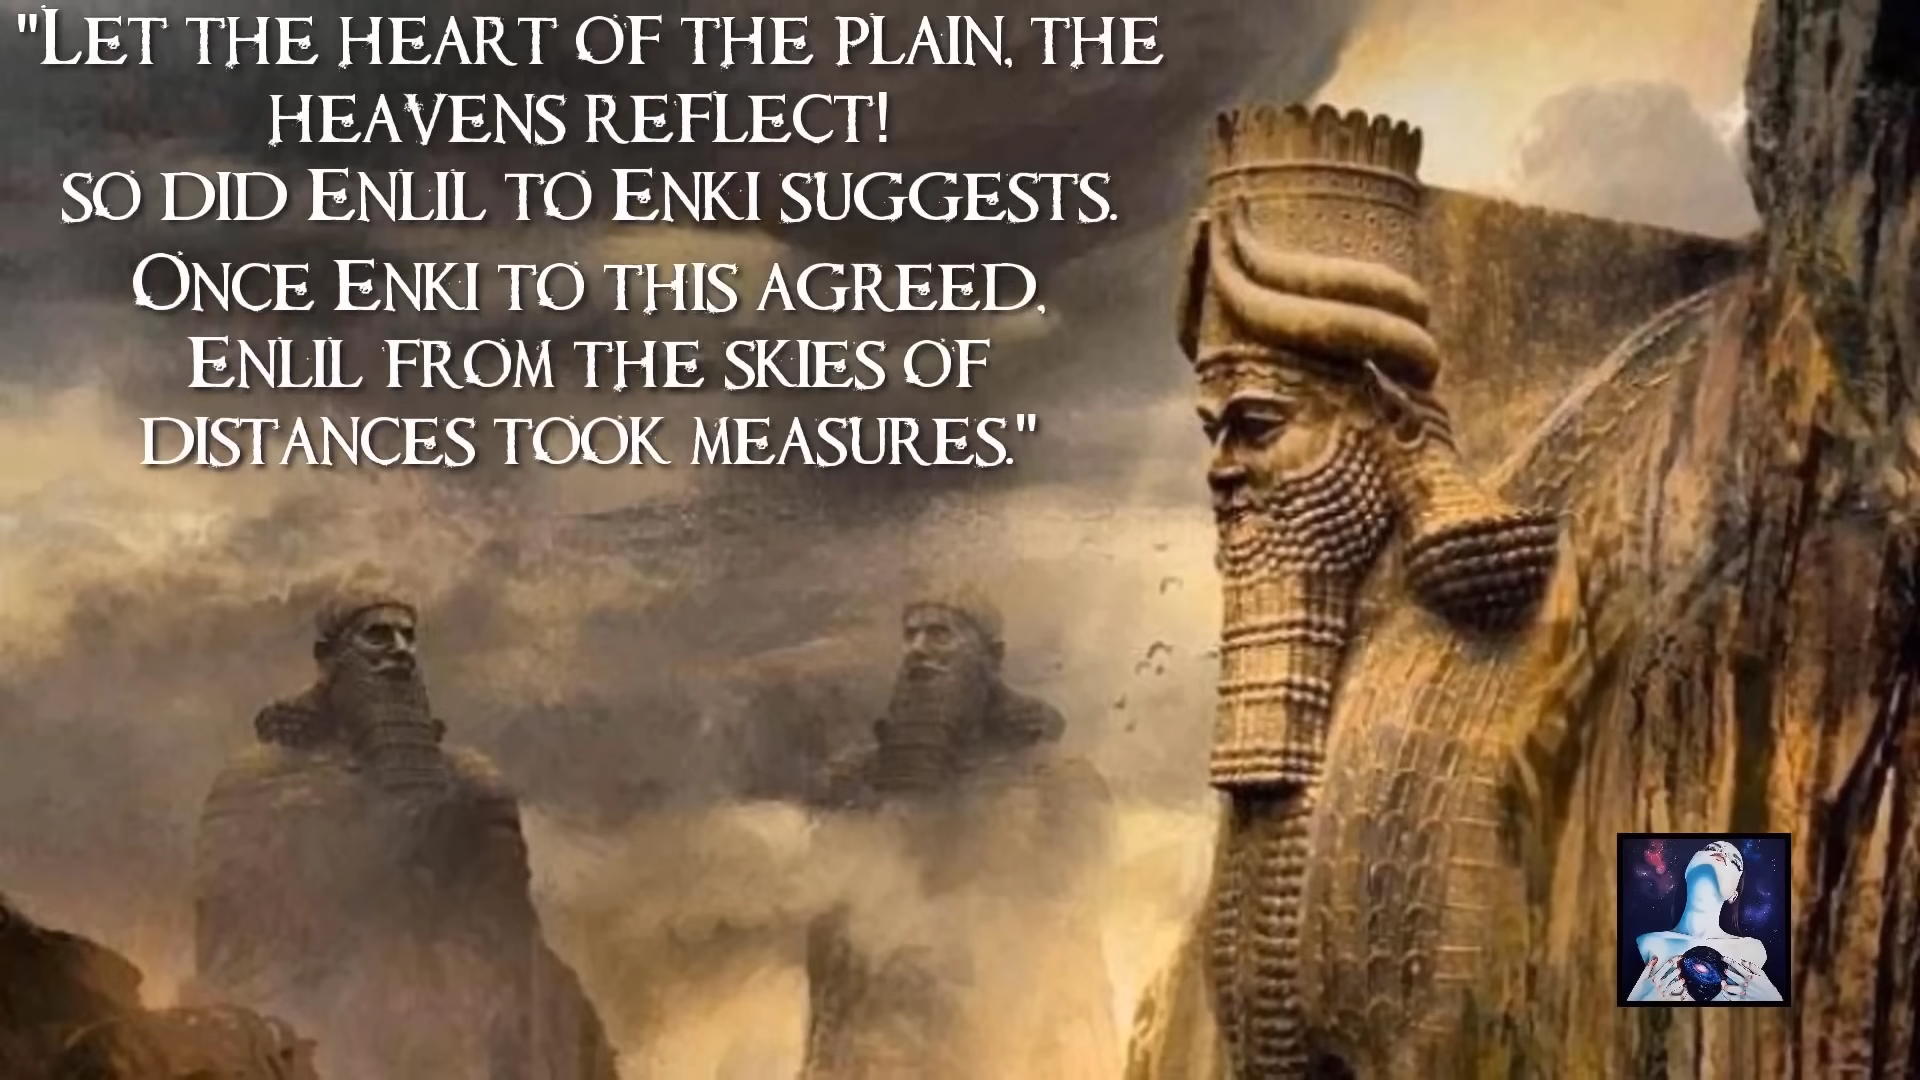 "Let the heart of the plain, the
heavens reflect!
so did Enlil to Enki suggests.
Once Enki to this agreed,
Enlil from the skies of
distances took measures."